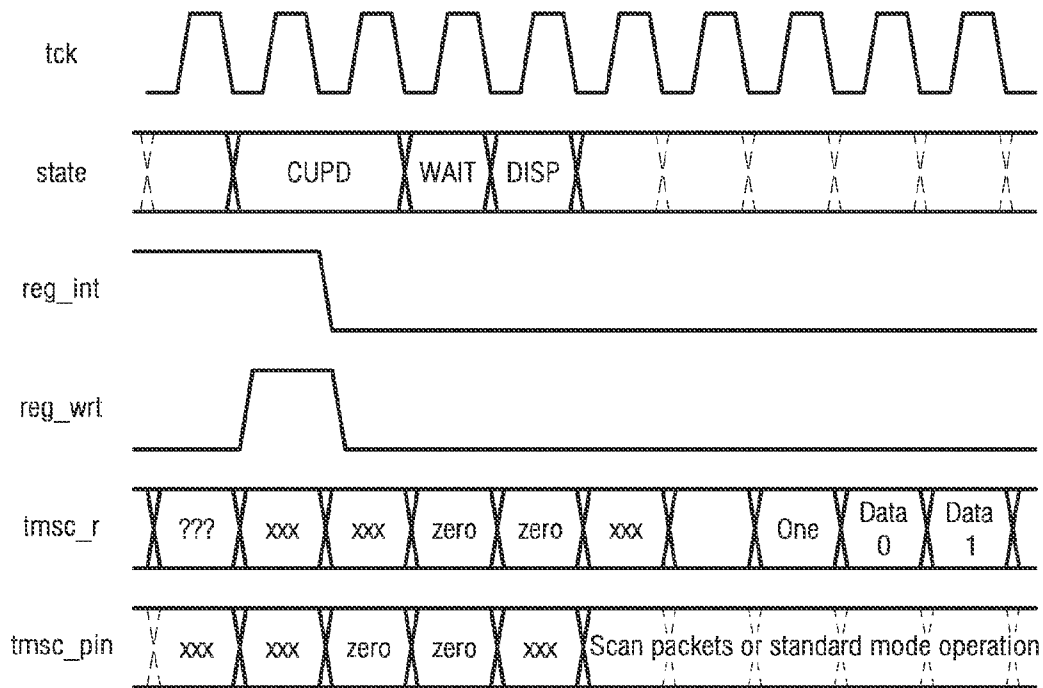 tck
state CUPD WAIT DISP
reg_int
reg_wrt
tmsc_r ??? xxx xxx zero zero xxx One Data 0 Data 1
tmsc_pin xxx xxx zero zero xxx Scan packets or standard mode operation